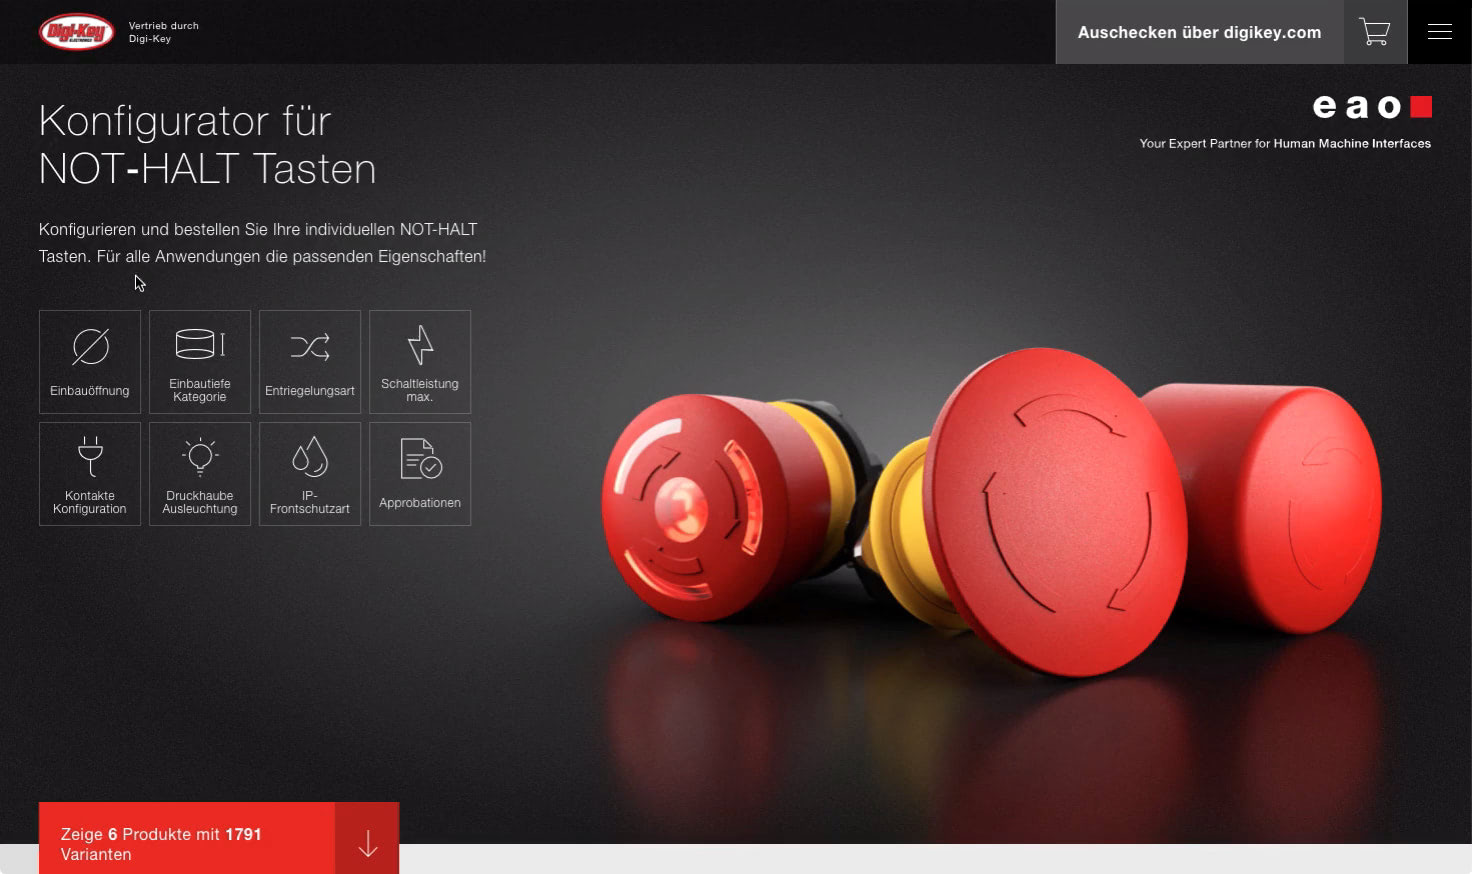 Digi-Key
ELECTRONICS
Vertrieb durch
Digi-Key
Auschecken über digikey.com
Konfigurator für
NOT-HALT Tasten
eao
Your Expert Partner for Human Machine Interfaces
Konfigurieren und bestellen Sie Ihre individuellen NOT-HALT
Tasten. Für alle Anwendungen die passenden Eigenschaften!
Einbauöffnung
Einbautiefe
Kategorie
Entriegelungsart
Schaltleistung
max.
Kontakte
Konfiguration
Druckhaube
Ausleuchtung
IP-
Frontschutzart
Approbationen
Zeige 6 Produkte mit 1791
Varianten